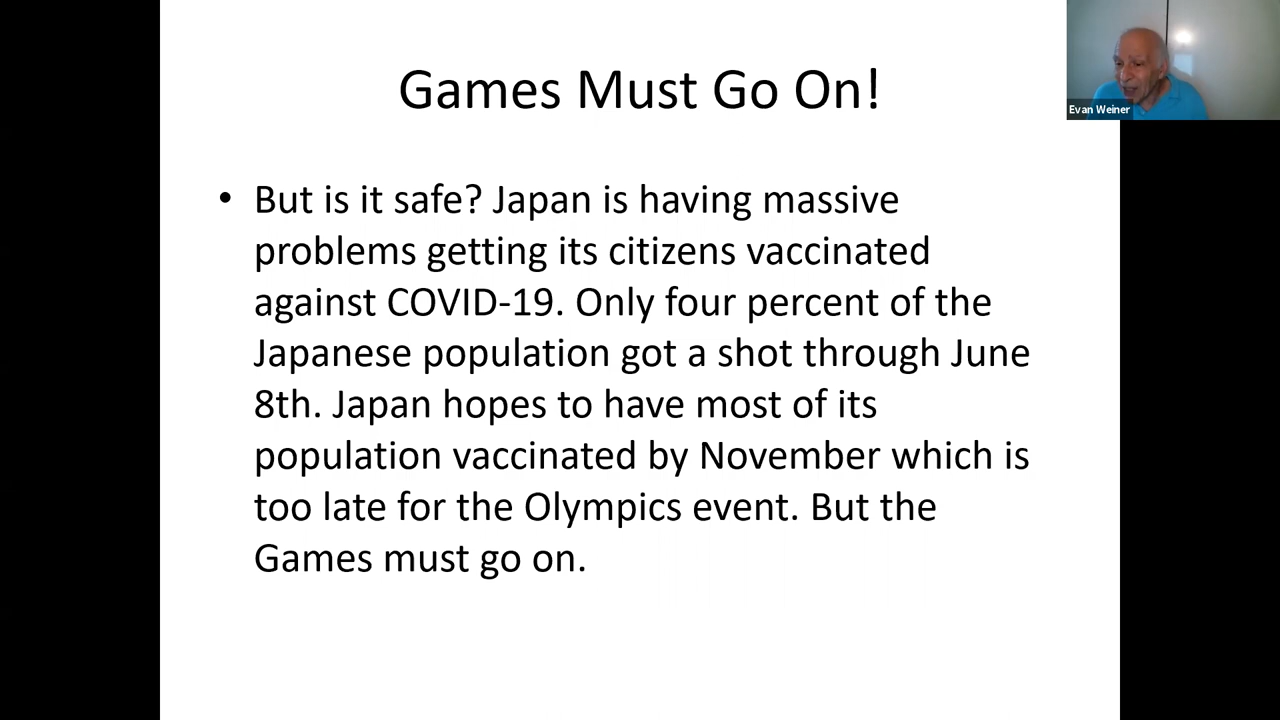 Games Must Go On!
Evan Weiner
• But is it safe? Japan is having massive
problems getting its citizens vaccinated
against COVID-19. Only four percent of the
Japanese population got a shot through June
8th. Japan hopes to have most of its
population vaccinated by November which is
too late for the Olympics event. But the
Games must go on.